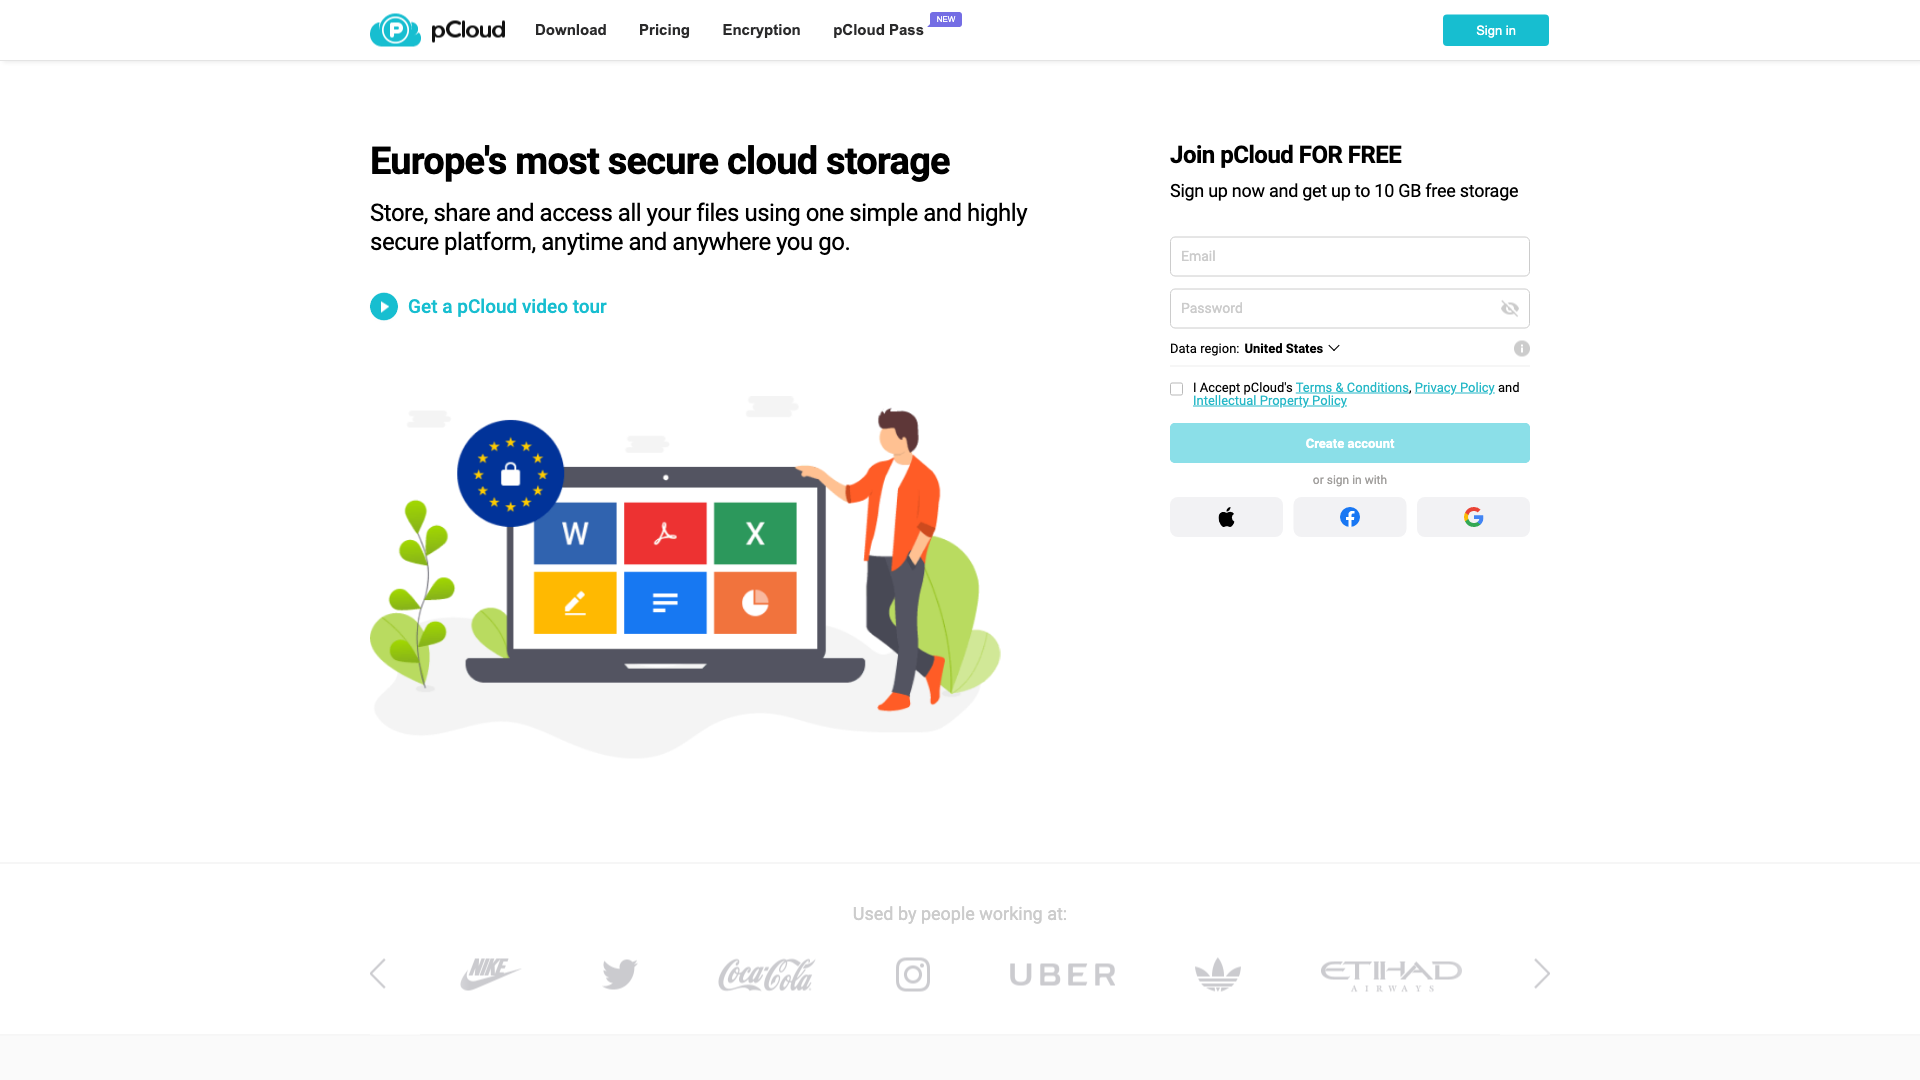 P pCloud Download Pricing Encryption pCloud Pass NEW Sign in
Europe's most secure cloud storage
Store, share and access all your files using one simple and highly
secure platform, anytime and anywhere you go.
Get a pCloud video tour
W X
Join pCloud FOR FREE
Sign up now and get up to 10 GB free storage
Email
Password
Data region: United States
I Accept pCloud's Terms & Conditions, Privacy Policy and
Intellectual Property Policy
Create account
or sign in with
Used by people working at:
NIKE Coca-Cola UBER ETIHAD
AIRWAYS